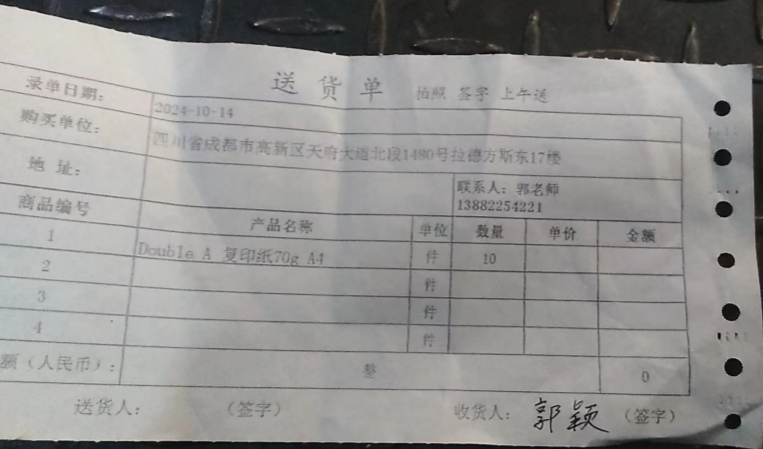 送货单 拍照 签字 上午送
录单日期： 2024-10-14
购买单位：
四川省成都市高新区天府大道北段1480号拉德方斯东17楼
地址：
联系人：郭老师
13882254221
商品编号 产品名称 单位 数量 单价 金额
1 Double A 复印纸70g A4 件 10
2 件
3 件
4 件
额（人民币）： 整 0
送货人： （签字） 收货人： 郭颖 （签字）